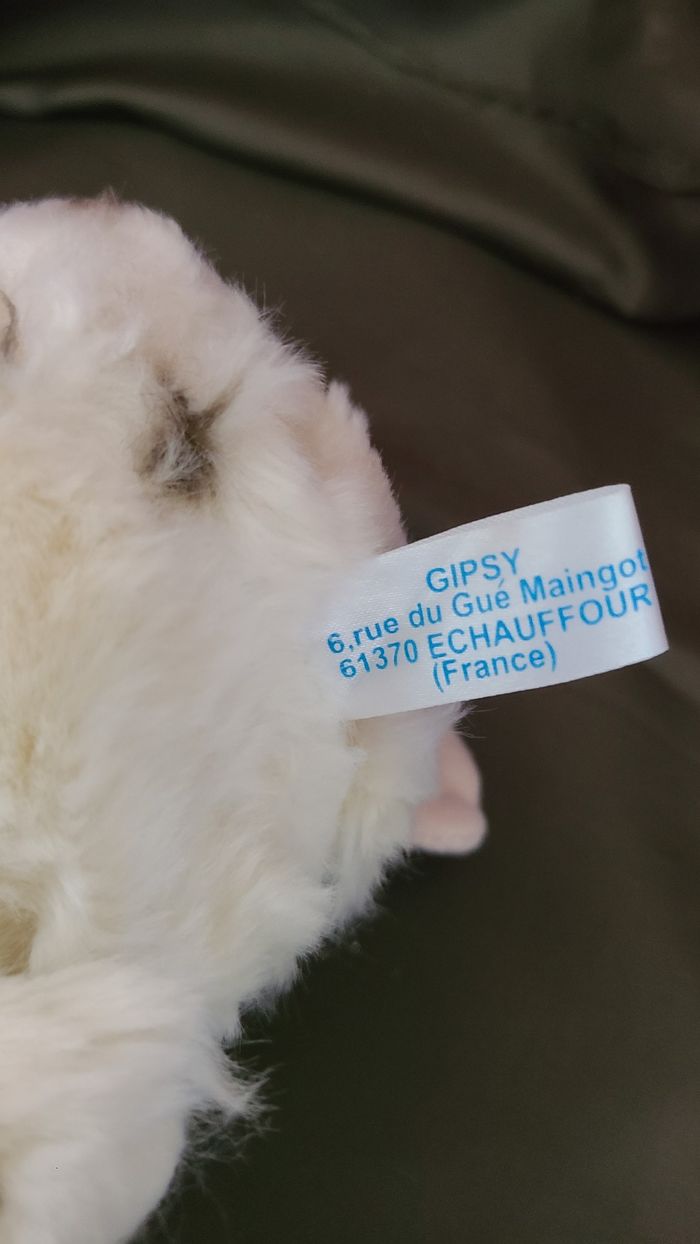 GIPSY
6,rue du Gué Maingot
61370 ECHAUFFOUR
(France)